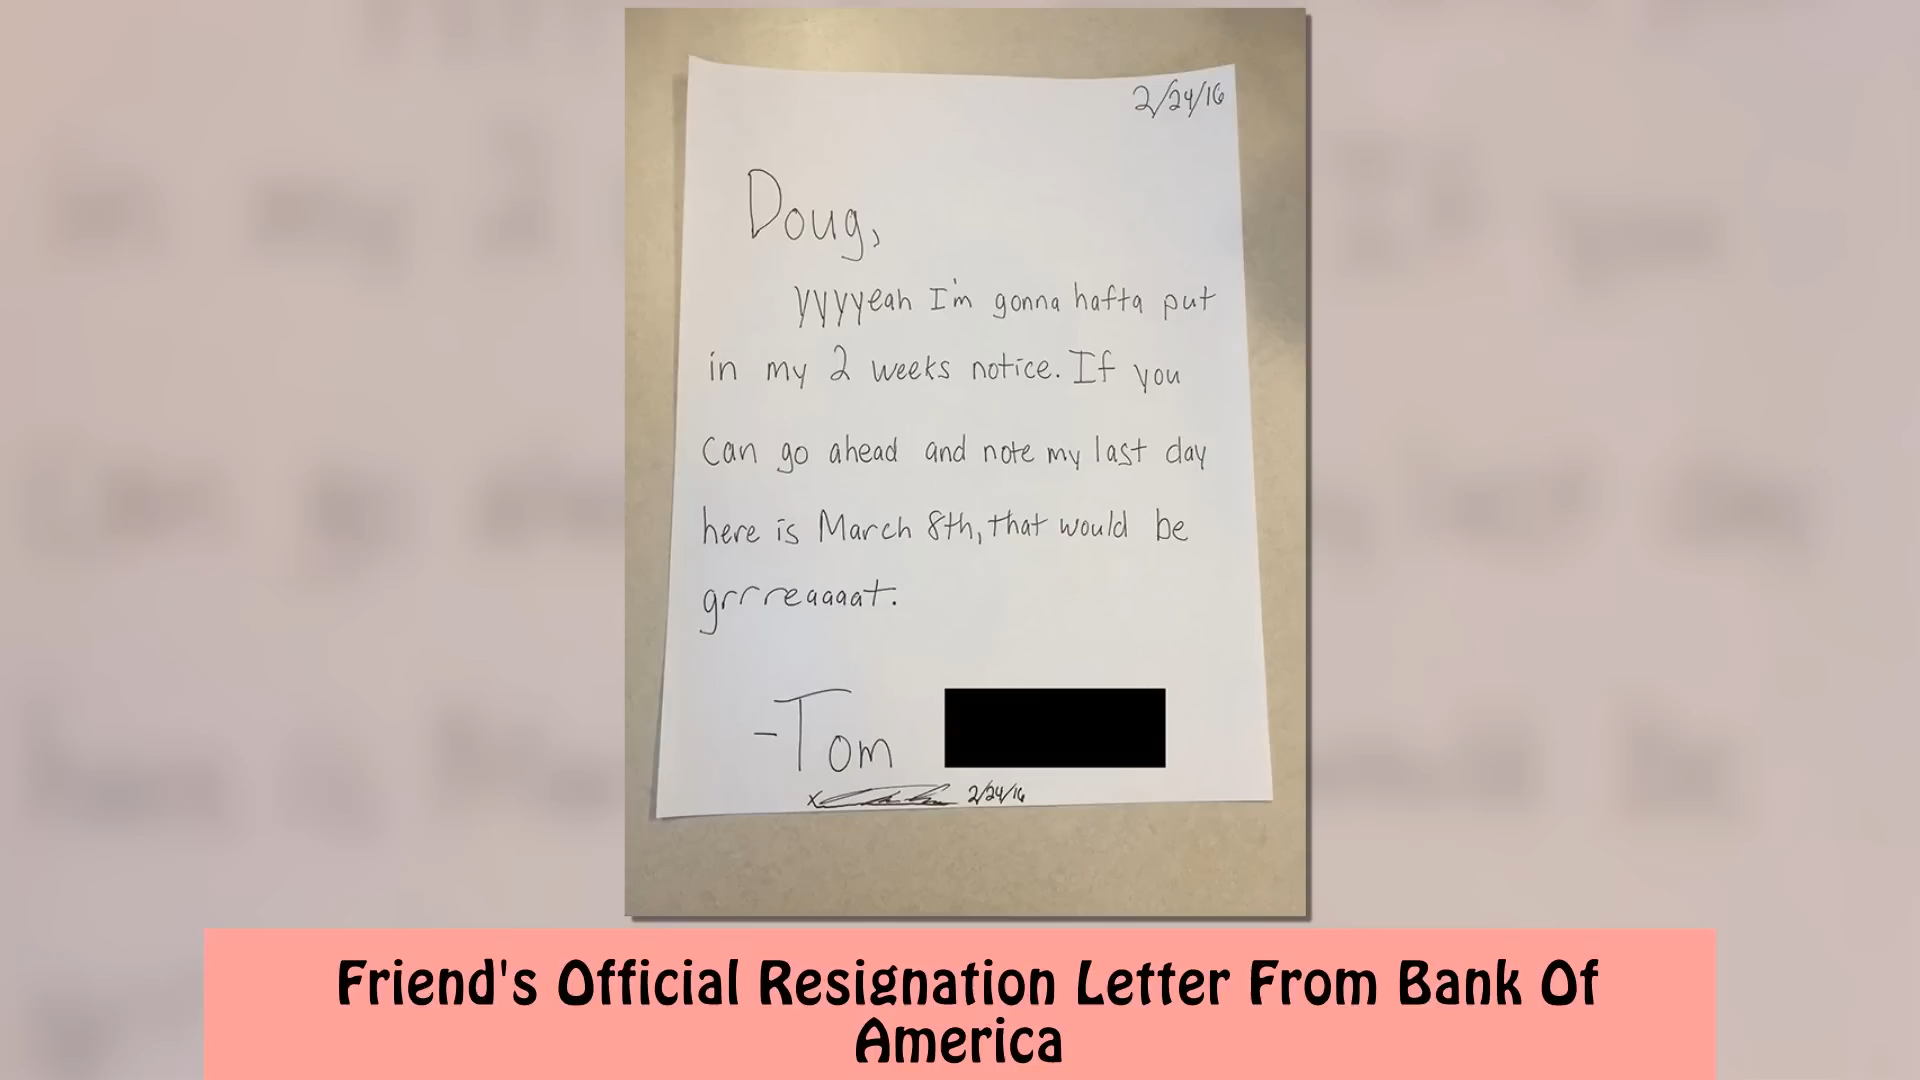 2/24/16
Doug,
yyyyeah I'm gonna hafta put
in my 2 weeks notice. If you
can go ahead and note my last day
here is March 8th, that would be
grrreaaaat.
-Tom
x 2/24/16
Friend's Official Resignation Letter From Bank Of
America